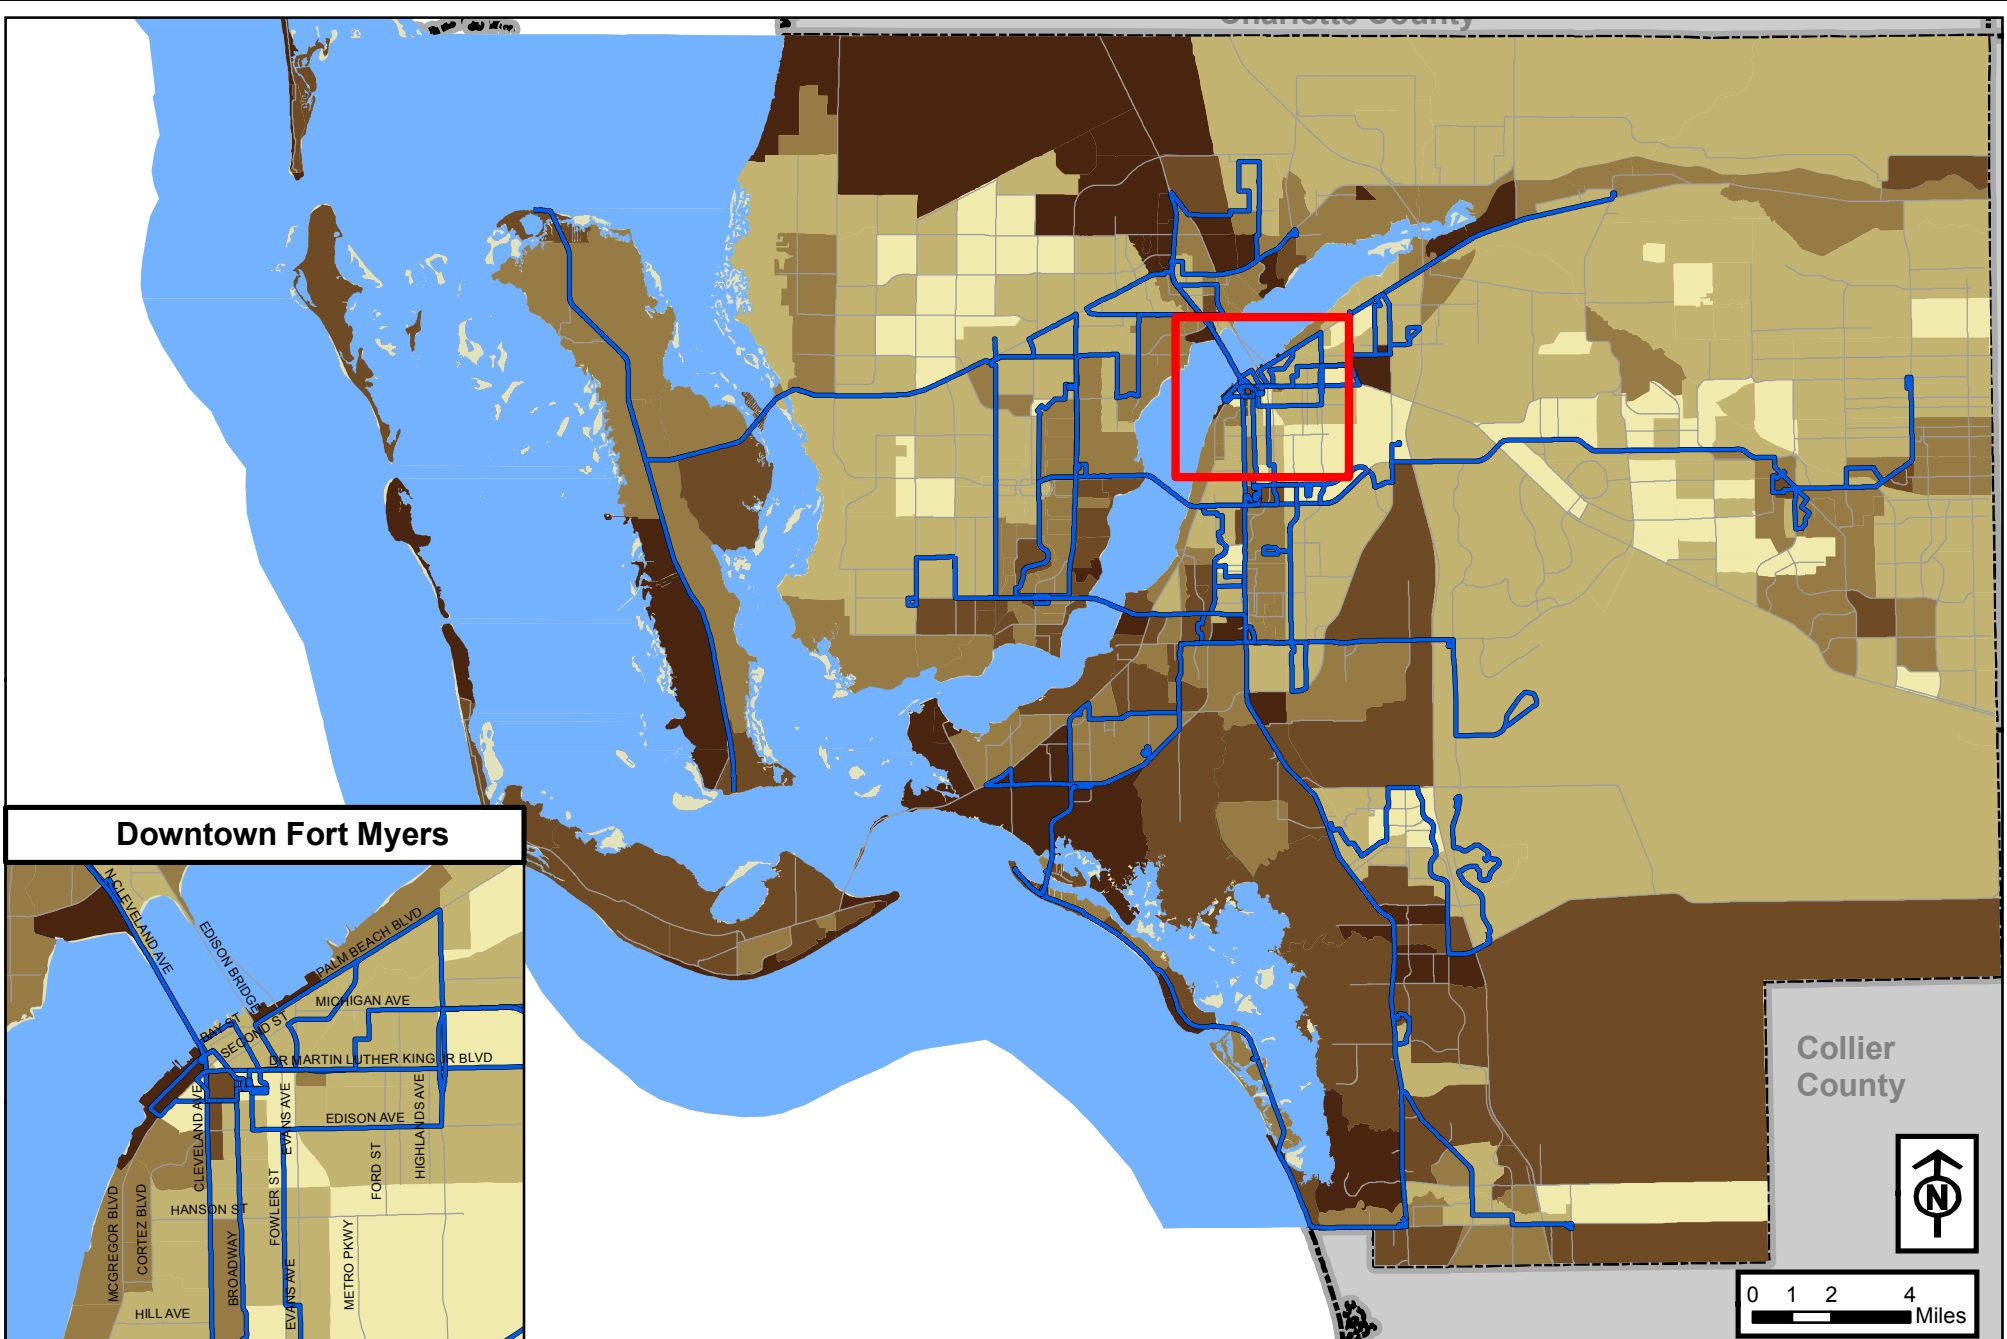 Charlotte County
Downtown Fort Myers
N CLEVELAND AVE
EDISON BRIDGE
PALM BEACH BLVD
MICHIGAN AVE
BAY ST
SECOND ST
DR MARTIN LUTHER KING JR BLVD
CLEVELAND AVE
EVANS AVE
EDISON AVE
HIGHLANDS AVE
FORD ST
FOWLER ST
MCGREGOR BLVD
CORTEZ BLVD
HANSON ST
BROADWAY
EVANS AVE
METRO PKWY
HILL AVE
Collier
County
N
0 1 2 4
Miles